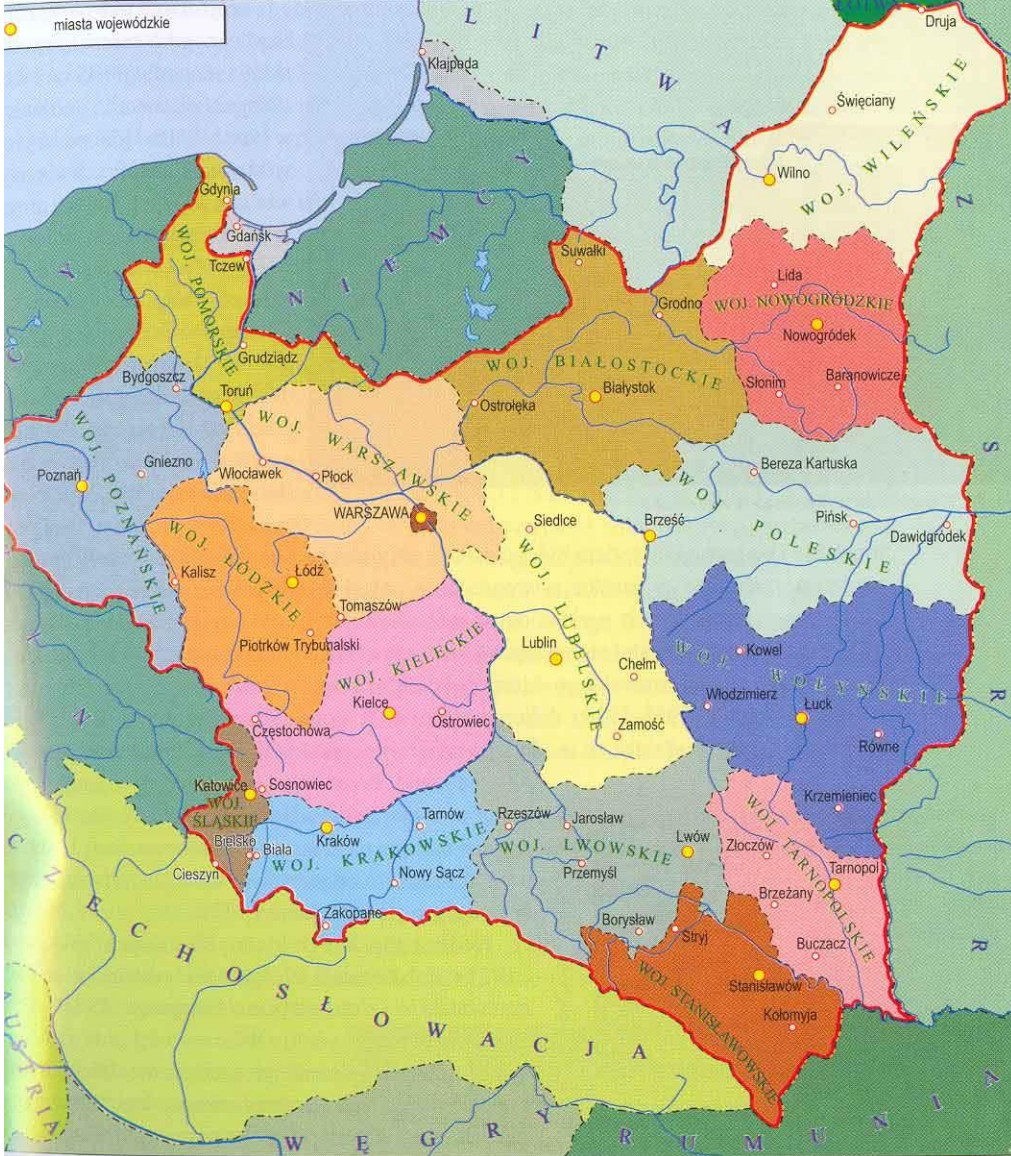 miasta wojewódzkie
ŁOTWA
Druja
LITWA
Kłajpeda
Święciany
WOJ. WILEŃSKIE
Wilno
Gdynia
Gdańsk
Tczew
NIEMCY
Suwałki
Lida
WOJ. NOWOGRÓDZKIE
Grodno
Nowogródek
WOJ. POMORSKIE
Grudziądz
WOJ. BIAŁOSTOCKIE
Bydgoszcz
Toruń
Białystok
Słonim
Baranowicze
Ostrołęka
WOJ. WARSZAWSKIE
Gniezno
Włocławek
Płock
Bereza Kartuska
Poznań
WOJ. POZNAŃSKIE
WARSZAWA
Siedlce
Brześć
Pińsk
Dawidgródek
WOJ. POLESKIE
WOJ. ŁÓDZKIE
Łódź
Kalisz
Tomaszów
Piotrków Trybunalski
WOJ. LUBELSKIE
Lublin
Chełm
Kowel
WOJ. WOŁYŃSKIE
WOJ. KIELECKIE
Kielce
Ostrowiec
Włodzimierz
Łuck
Zamość
Równe
Częstochowa
Katowice
Sosnowiec
WOJ.
ŚLĄSKIE
Krzemieniec
Kraków
Tarnów
Rzeszów
Jarosław
Bielsko
Biała
WOJ. KRAKOWSKIE
WOJ. LWOWSKIE
Lwów
Złoczów
WOJ. TARNOPOLSKIE
Tarnopol
Cieszyn
Nowy Sącz
Przemyśl
Brzeżany
Zakopane
Borysław
Stryj
Buczacz
Stanisławów
WOJ. STANISŁAWOWSKIE
Kołomyja
CZECHOSŁOWACJA
AUSTRIA
WĘGRY
RUMUNIA
ZSRR